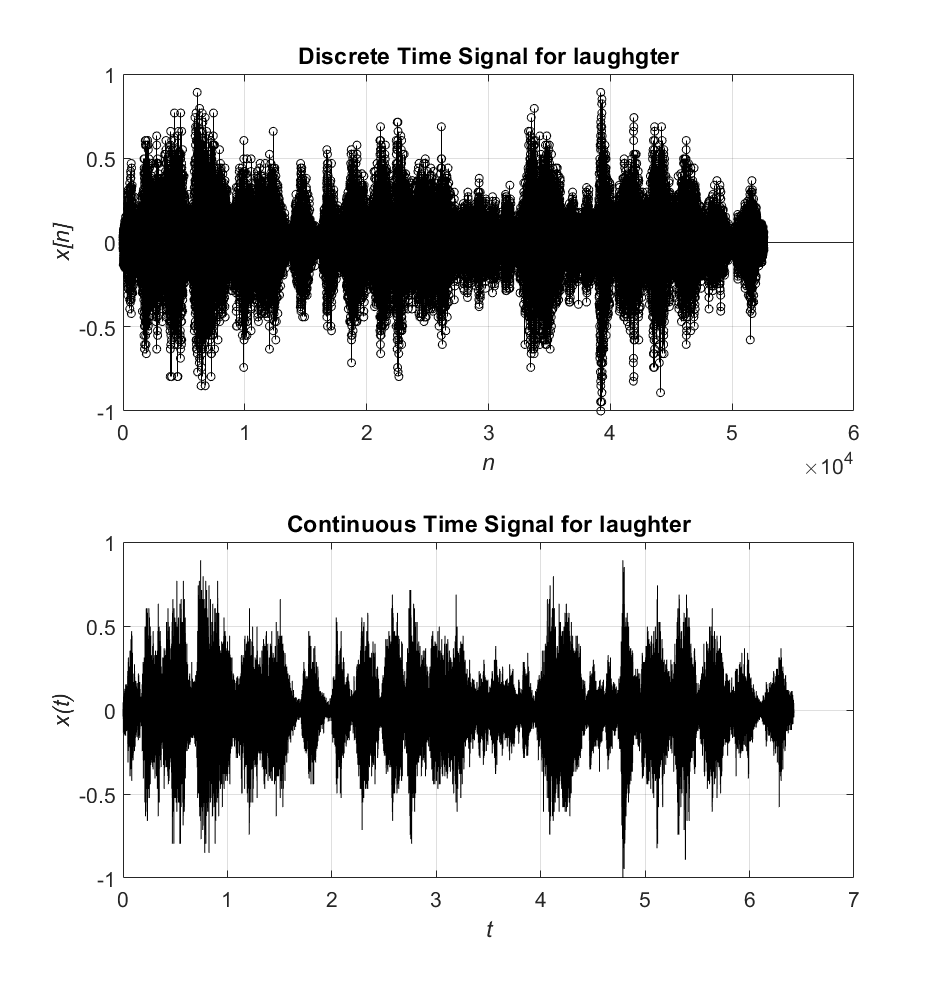 Discrete Time Signal for laughgter
1
0.5
0
-0.5
-1
x[n]
0 1 2 3 4 5 6
n
×10^4
Continuous Time Signal for laughter
1
0.5
0
-0.5
-1
x(t)
0 1 2 3 4 5 6 7
t